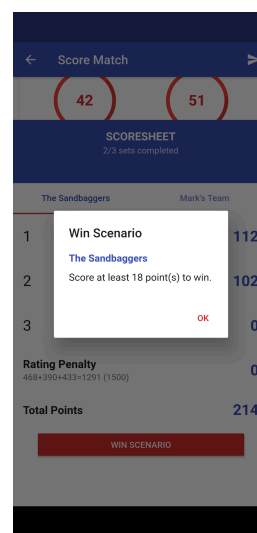 Score Match
42
51
SCORESHEET
2/3 sets completed
The Sandbaggers
Mark's Team
1
112
2
102
3
0
Win Scenario
The Sandbaggers
Score at least 18 point(s) to win.
OK
Rating Penalty
0
468+390+433=1291 (1500)
Total Points
214
WIN SCENARIO